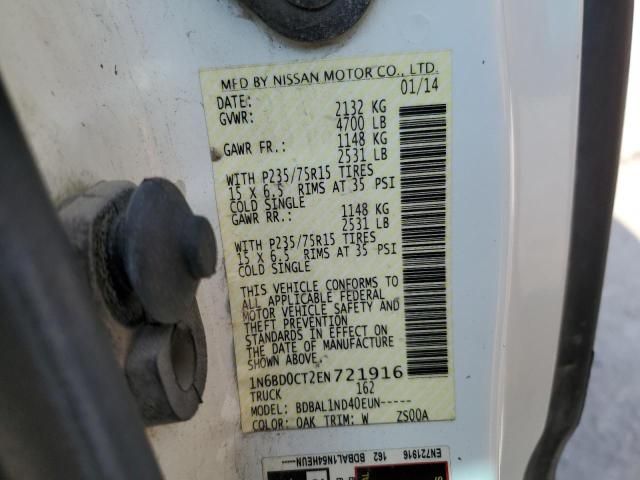 MFD BY NISSAN MOTOR CO., LTD.
DATE: 01/14
GVWR: 2132 KG
4700 LB
GAWR FR.: 1148 KG
2531 LB
WITH P235/75R15 TIRES
15 X 6.5 RIMS AT 35 PSI
COLD SINGLE
GAWR RR.: 1148 KG
2531 LB
WITH P235/75R15 TIRES
15 X 6.5 RIMS AT 35 PSI
COLD SINGLE
THIS VEHICLE CONFORMS TO
ALL APPLICABLE FEDERAL
MOTOR VEHICLE SAFETY AND
THEFT PREVENTION
STANDARDS IN EFFECT ON
THE DATE OF MANUFACTURE
SHOWN ABOVE.
1N6BD0CT2EN721916
TRUCK 162
MODEL: BDBAL1ND40EUN-----
COLOR: OAK TRIM: W ZS00A
EN721916
162 BDBAL1N64HEUN